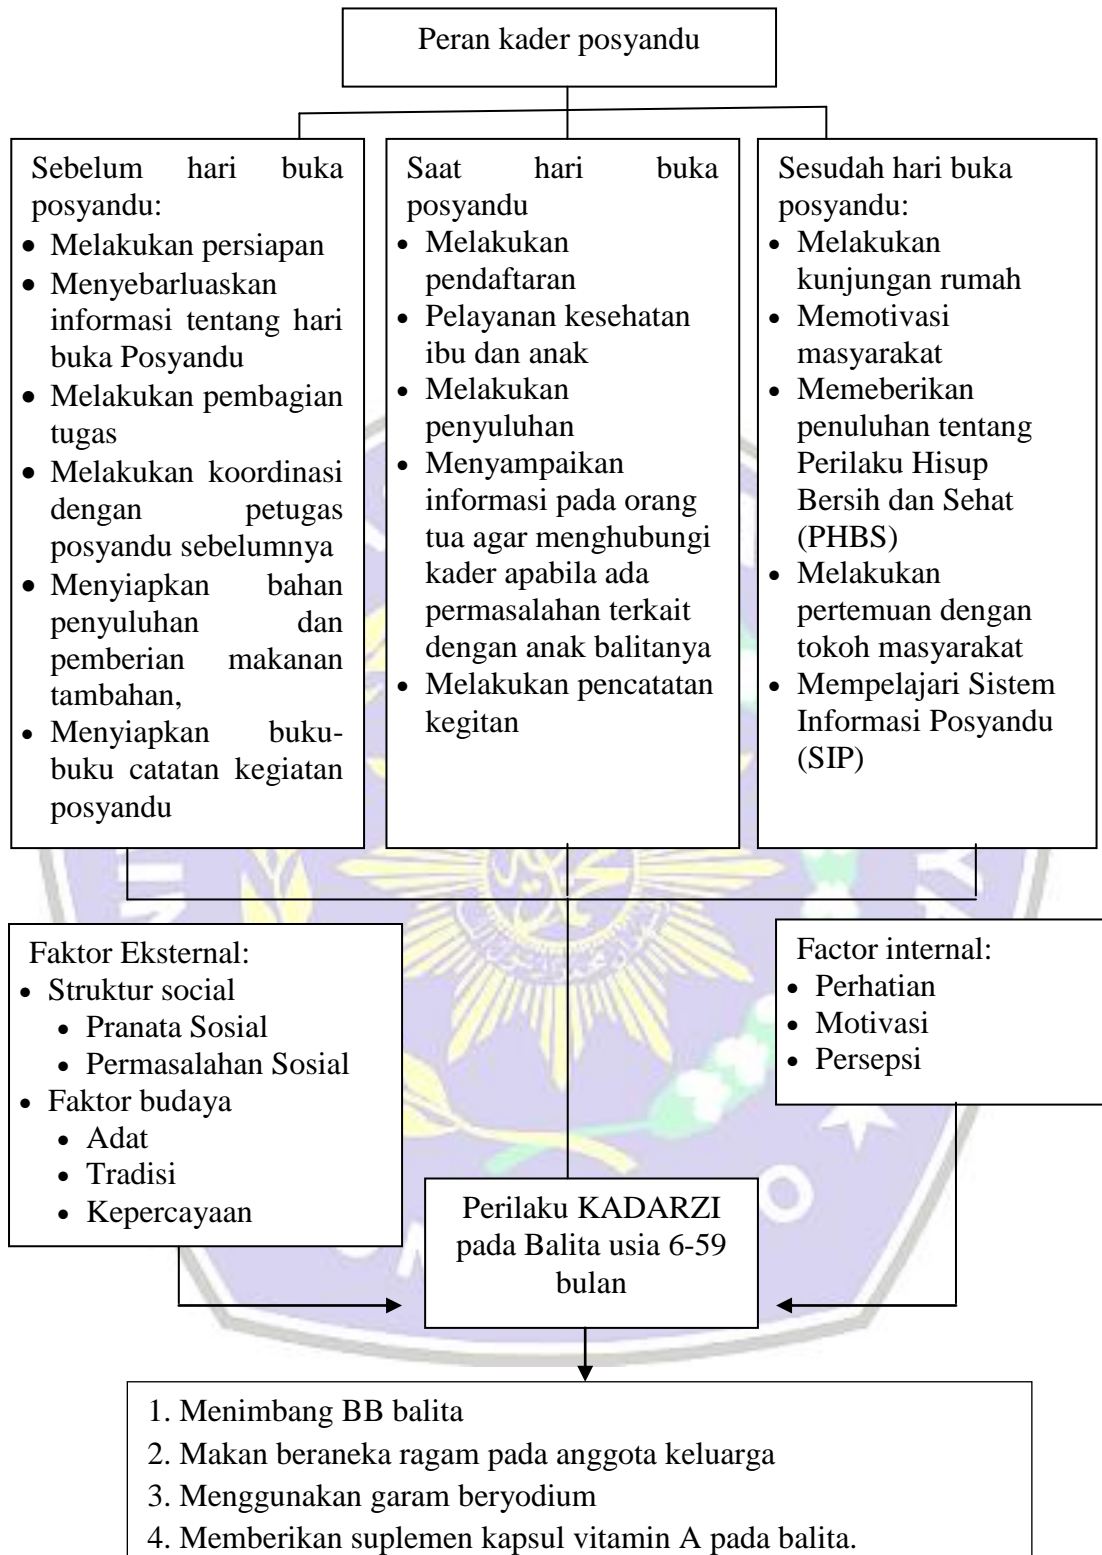 Peran kader posyandu
Sebelum hari buka
posyandu:
• Melakukan persiapan
• Menyebarluaskan
informasi tentang hari
buka Posyandu
• Melakukan pembagian
tugas
• Melakukan koordinasi
dengan petugas
posyandu sebelumnya
• Menyiapkan bahan
penyuluhan dan
pemberian makanan
tambahan,
• Menyiapkan buku-
buku catatan kegiatan
posyandu
Saat hari buka
posyandu
• Melakukan
pendaftaran
• Pelayanan kesehatan
ibu dan anak
• Melakukan
penyuluhan
• Menyampaikan
informasi pada orang
tua agar menghubungi
kader apabila ada
permasalahan terkait
dengan anak balitanya
• Melakukan pencatatan
kegitan
Sesudah hari buka
posyandu:
• Melakukan
kunjungan rumah
• Memotivasi
masyarakat
• Memeberikan
penuluhan tentang
Perilaku Hisup
Bersih dan Sehat
(PHBS)
• Melakukan
pertemuan dengan
tokoh masyarakat
• Mempelajari Sistem
Informasi Posyandu
(SIP)
Faktor Eksternal:
• Struktur social
• Pranata Sosial
• Permasalahan Sosial
• Faktor budaya
• Adat
• Tradisi
• Kepercayaan
Factor internal:
• Perhatian
• Motivasi
• Persepsi
Perilaku KADARZI
pada Balita usia 6-59
bulan
1. Menimbang BB balita
2. Makan beraneka ragam pada anggota keluarga
3. Menggunakan garam beryodium
4. Memberikan suplemen kapsul vitamin A pada balita.